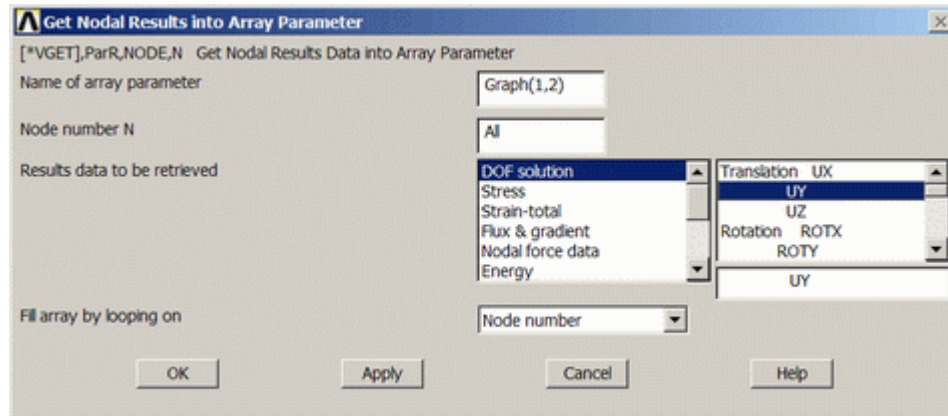 Get Nodal Results into Array Parameter
[*VGET],ParR,NODE,N Get Nodal Results Data into Array Parameter
Name of array parameter
Graph(1,2)
Node number N
All
Results data to be retrieved
DOF solution
Stress
Strain-total
Flux & gradient
Nodal force data
Energy
Translation UX
UY
UZ
Rotation ROTX
ROTY
UY
Fill array by looping on
Node number
OK Apply Cancel Help